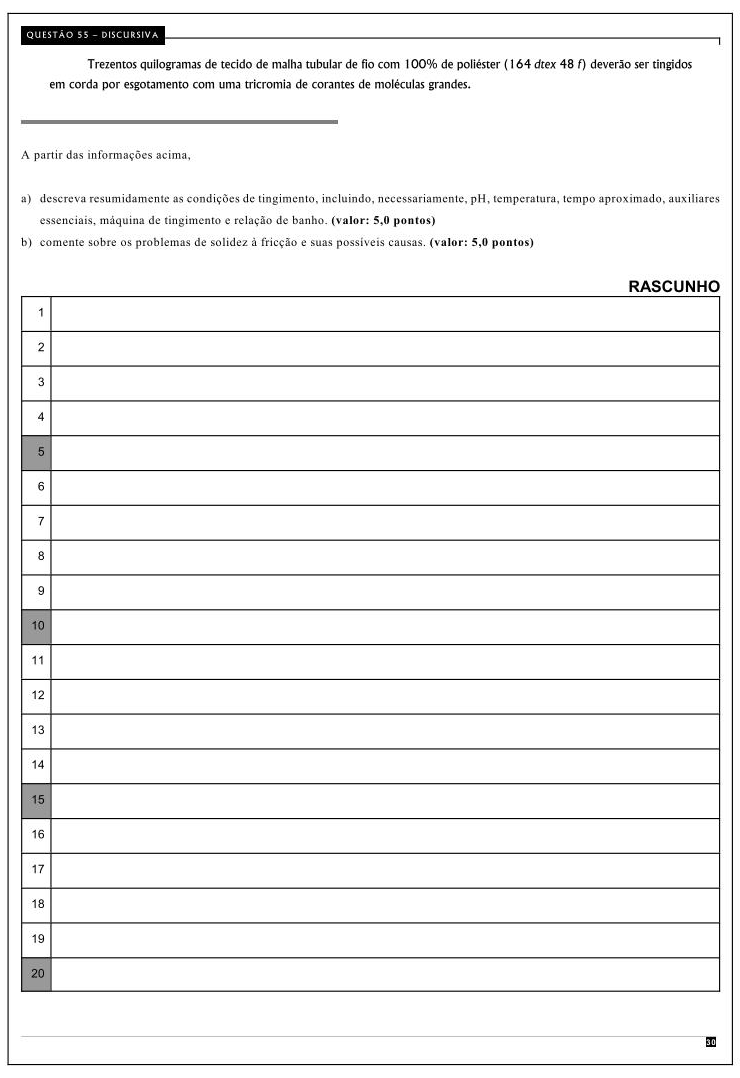 QUESTÃO 55 – DISCURSIVA
Trezentos quilogramas de tecido de malha tubular de fio com 100% de poliéster (164 dtex 48 f) deverão ser tingidos
em corda por esgotamento com uma tricromia de corantes de moléculas grandes.
A partir das informações acima,
a) descreva resumidamente as condições de tingimento, incluindo, necessariamente, pH, temperatura, tempo aproximado, auxiliares
essenciais, máquina de tingimento e relação de banho. (valor: 5,0 pontos)
b) comente sobre os problemas de solidez à fricção e suas possíveis causas. (valor: 5,0 pontos)
RASCUNHO
1
2
3
4
5
6
7
8
9
10
11
12
13
14
15
16
17
18
19
20
30